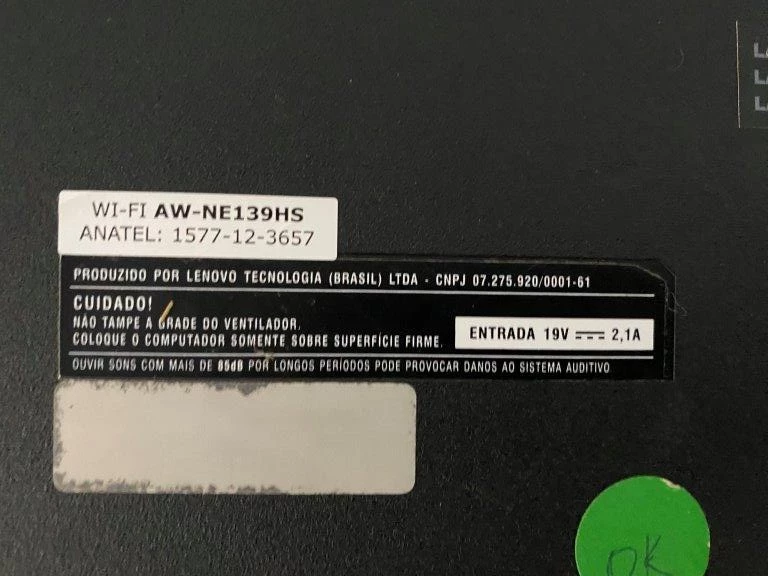 WI-FI AW-NE139HS
ANATEL: 1577-12-3657
PRODUZIDO POR LENOVO TECNOLOGIA (BRASIL) LTDA - CNPJ 07.275.920/0001-61
CUIDADO!
NÃO TAMPE A GRADE DO VENTILADOR.
COLOQUE O COMPUTADOR SOMENTE SOBRE SUPERFÍCIE FIRME.
ENTRADA 19V ⎓ 2,1A
OUVIR SONS COM MAIS DE 85dB POR LONGOS PERÍODOS PODE PROVOCAR DANOS AO SISTEMA AUDITIVO
OK